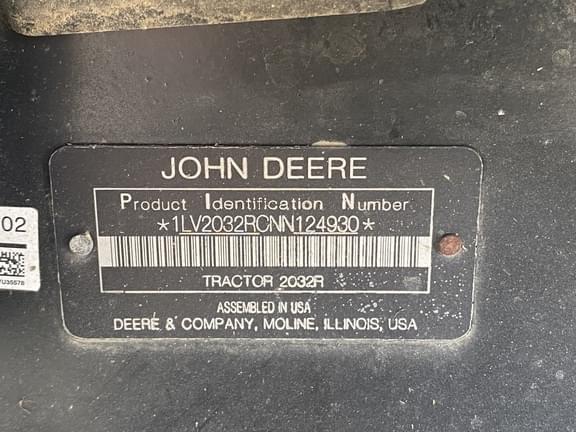 JOHN DEERE
Product Identification Number
*1LV2032RCNN124930*
TRACTOR 2032R
ASSEMBLED IN USA
DEERE & COMPANY, MOLINE, ILLINOIS, USA
02